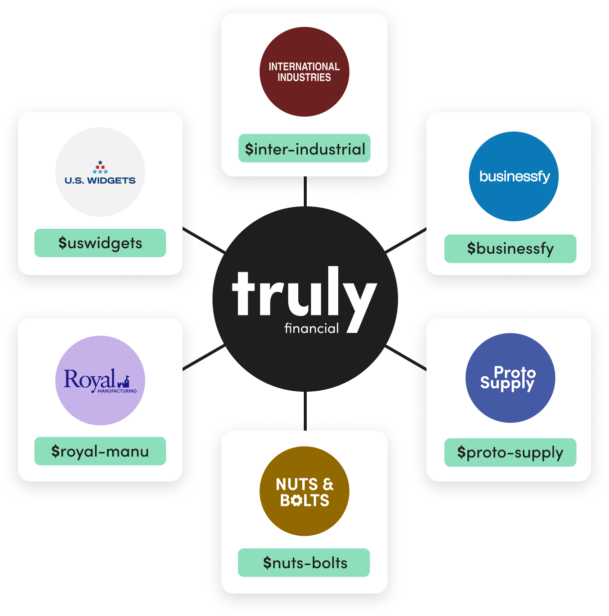 INTERNATIONAL
INDUSTRIES
$inter-industrial
U.S. WIDGETS
$uswidgets
businessfy
$businessfy
truly
financial
Royal
MANUFACTURING
$royal-manu
Proto
Supply
$proto-supply
NUTS &
BOLTS
$nuts-bolts